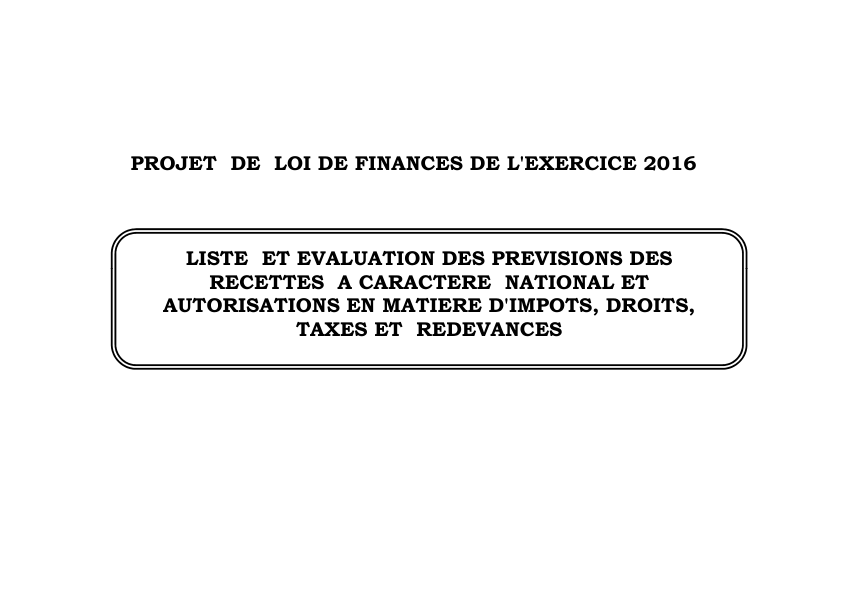 PROJET DE LOI DE FINANCES DE L'EXERCICE 2016
LISTE ET EVALUATION DES PREVISIONS DES
RECETTES A CARACTERE NATIONAL ET
AUTORISATIONS EN MATIERE D'IMPOTS, DROITS,
TAXES ET REDEVANCES